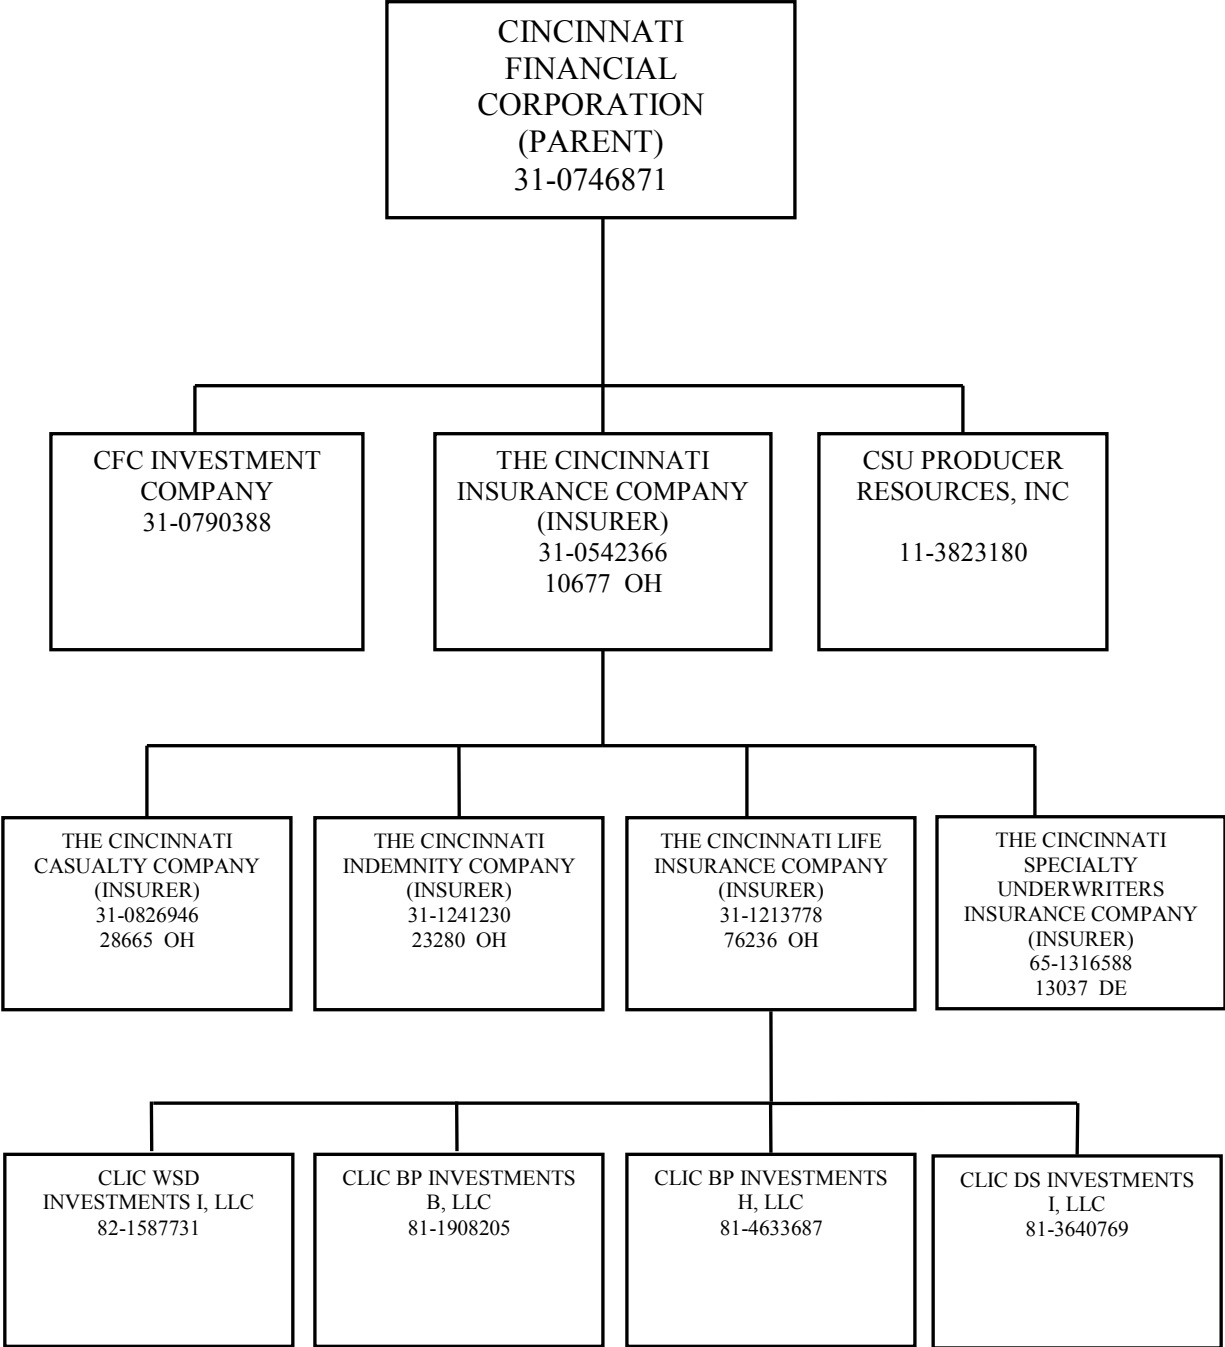 CINCINNATI
FINANCIAL
CORPORATION
(PARENT)
31-0746871
CFC INVESTMENT
COMPANY
31-0790388
THE CINCINNATI
INSURANCE COMPANY
(INSURER)
31-0542366
10677 OH
CSU PRODUCER
RESOURCES, INC
11-3823180
THE CINCINNATI
CASUALTY COMPANY
(INSURER)
31-0826946
28665 OH
THE CINCINNATI
INDEMNITY COMPANY
(INSURER)
31-1241230
23280 OH
THE CINCINNATI LIFE
INSURANCE COMPANY
(INSURER)
31-1213778
76236 OH
THE CINCINNATI
SPECIALTY
UNDERWRITERS
INSURANCE COMPANY
(INSURER)
65-1316588
13037 DE
CLIC WSD
INVESTMENTS I, LLC
82-1587731
CLIC BP INVESTMENTS
B, LLC
81-1908205
CLIC BP INVESTMENTS
H, LLC
81-4633687
CLIC DS INVESTMENTS
I, LLC
81-3640769